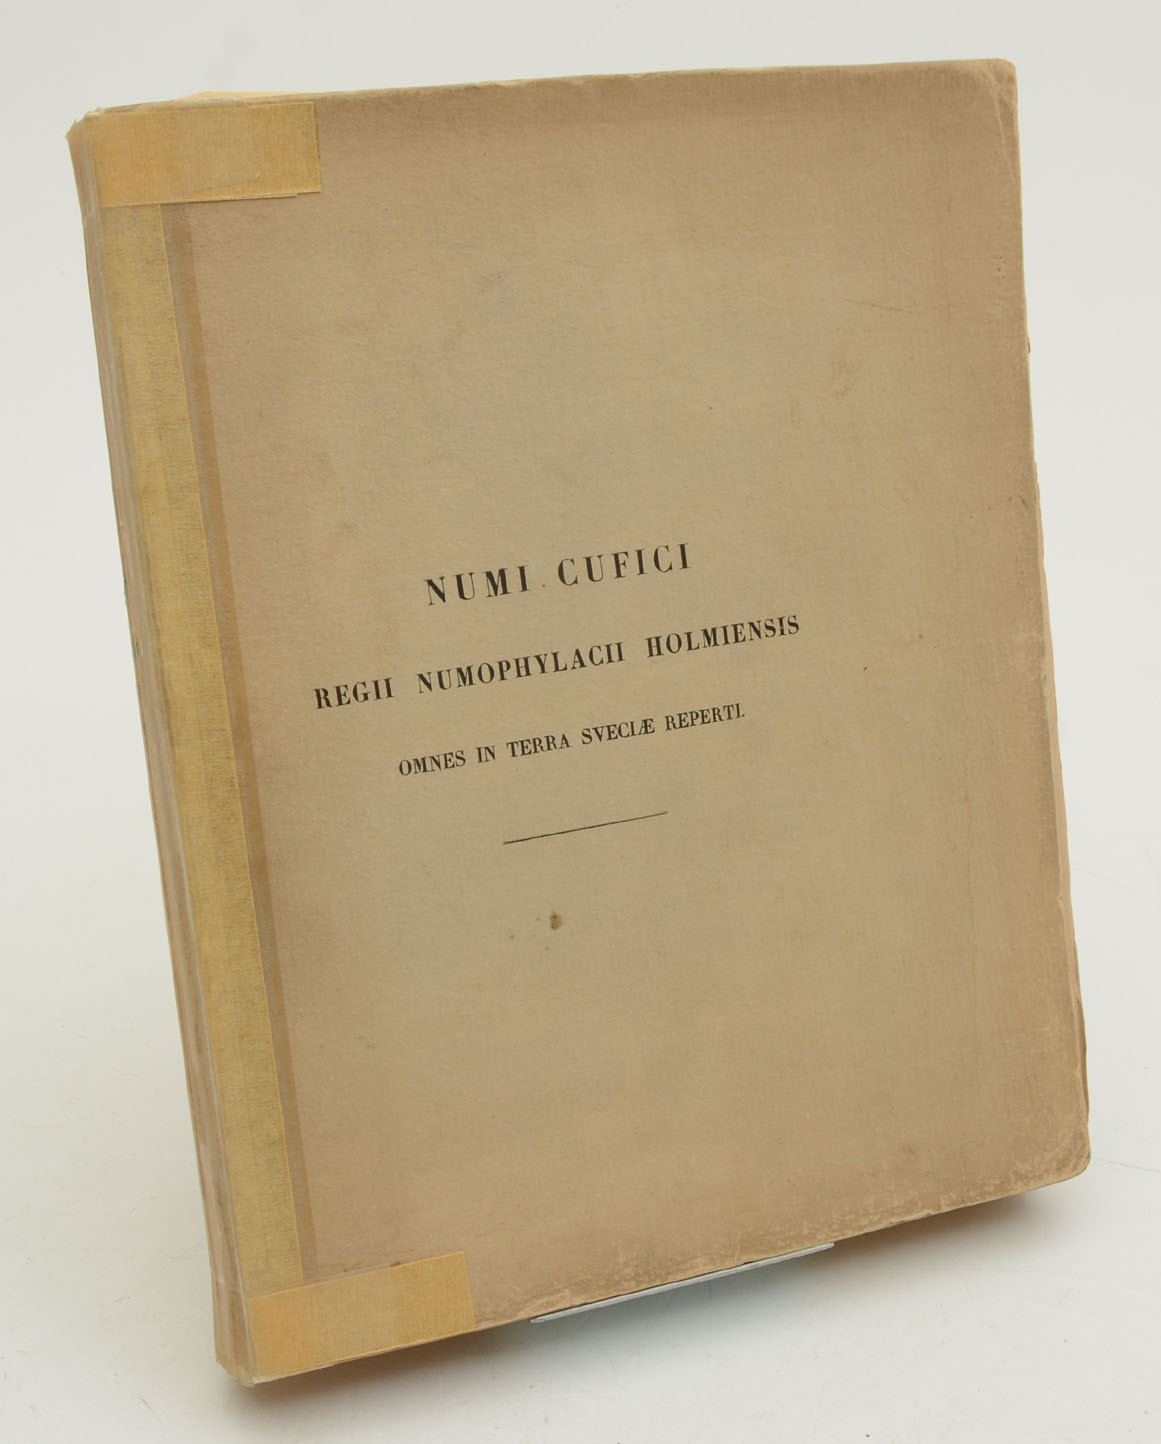 NUMI CUFICI
REGII NUMOPHYLACII HOLMIENSIS
OMNES IN TERRA SVECIÆ REPERTI.